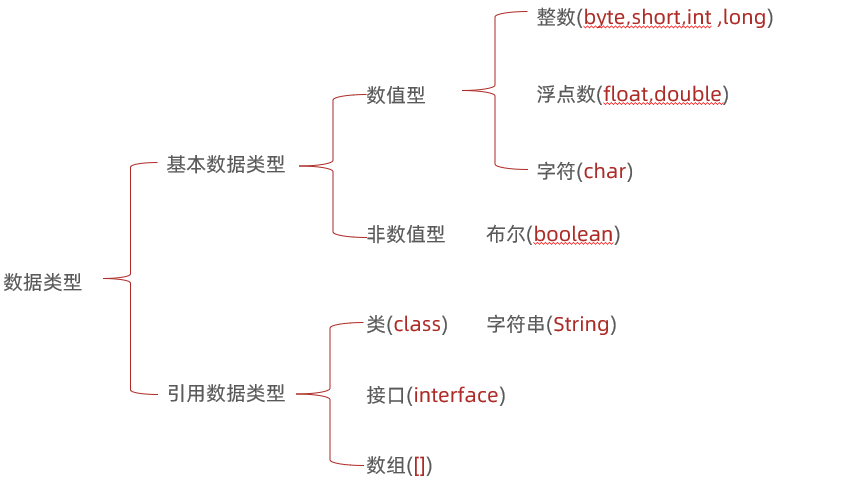 整数(byte,short,int ,long)
数值型
浮点数(float,double)
基本数据类型
字符(char)
非数值型 布尔(boolean)
数据类型
类(class) 字符串(String)
引用数据类型
接口(interface)
数组([])